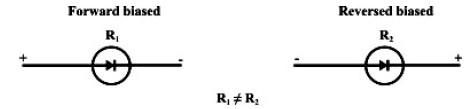 Forward biased
Reversed biased
R₁
R₂
+ -
- +
R₁ ≠ R₂